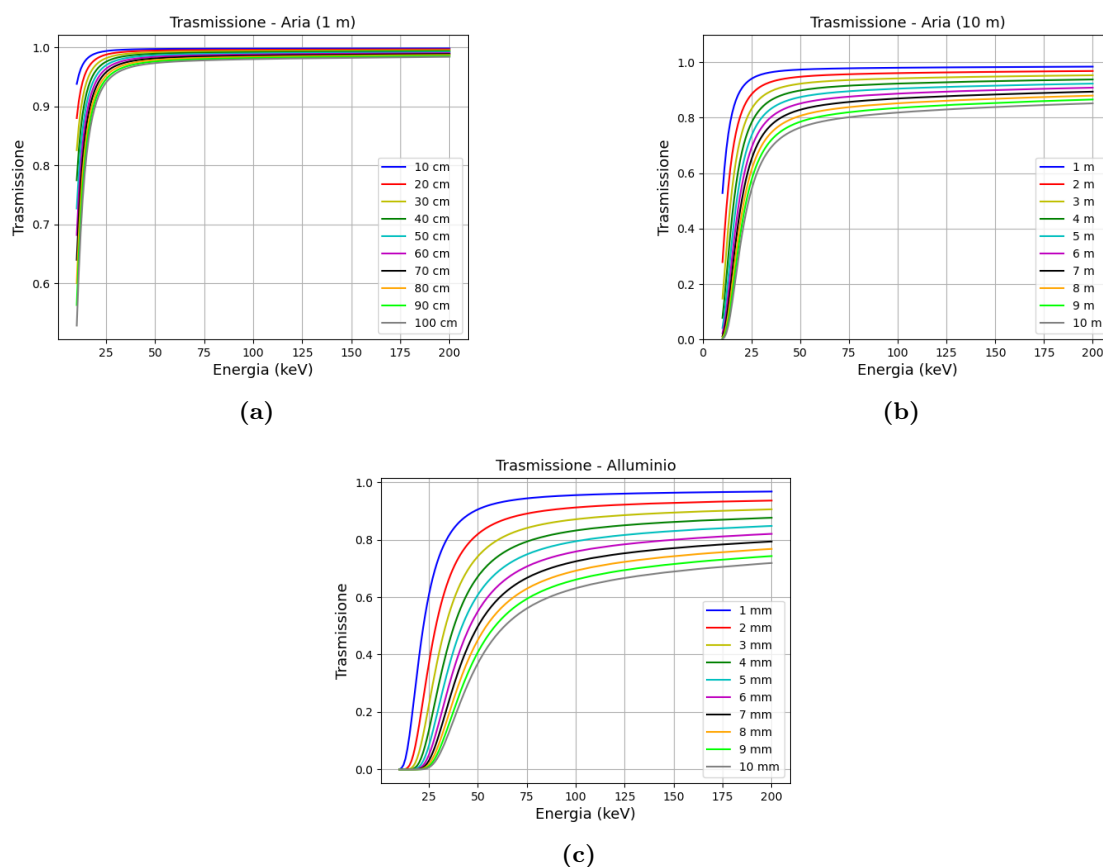 Trasmissione - Aria (1 m)
Trasmissione
1.0
0.9
0.8
0.7
0.6
10 cm
20 cm
30 cm
40 cm
50 cm
60 cm
70 cm
80 cm
90 cm
100 cm
25 50 75 100 125 150 175 200
Energia (keV)
(a)
Trasmissione - Aria (10 m)
Trasmissione
1.0
0.8
0.6
0.4
0.2
0.0
1 m
2 m
3 m
4 m
5 m
6 m
7 m
8 m
9 m
10 m
0 25 50 75 100 125 150 175 200
Energia (keV)
(b)
Trasmissione - Alluminio
Trasmissione
1.0
0.8
0.6
0.4
0.2
0.0
1 mm
2 mm
3 mm
4 mm
5 mm
6 mm
7 mm
8 mm
9 mm
10 mm
25 50 75 100 125 150 175 200
Energia (keV)
(c)